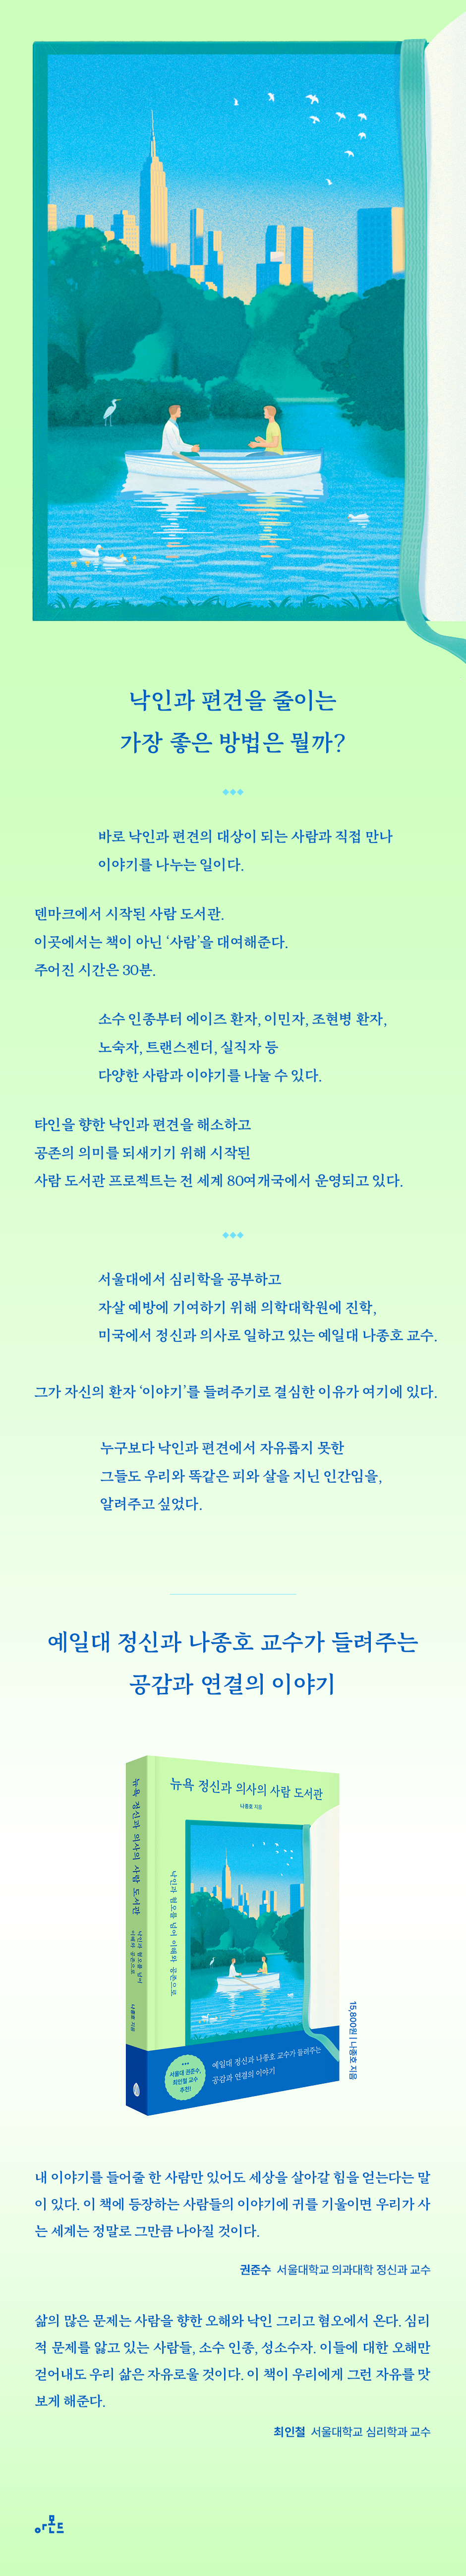 낙인과 편견을 줄이는
가장 좋은 방법은 뭘까?
바로 낙인과 편견의 대상이 되는 사람과 직접 만나
이야기를 나누는 일이다.
덴마크에서 시작된 사람 도서관.
이곳에서는 책이 아닌 ‘사람’을 대여해준다.
주어진 시간은 30분.
소수 인종부터 에이즈 환자, 이민자, 조현병 환자,
노숙자, 트랜스젠더, 실직자 등
다양한 사람과 이야기를 나눌 수 있다.
타인을 향한 낙인과 편견을 해소하고
공존의 의미를 되새기기 위해 시작된
사람 도서관 프로젝트는 전 세계 80여개국에서 운영되고 있다.
서울대에서 심리학을 공부하고
자살 예방에 기여하기 위해 의학대학원에 진학,
미국에서 정신과 의사로 일하고 있는 예일대 나종호 교수.
그가 자신의 환자 ‘이야기’를 들려주기로 결심한 이유가 여기에 있다.
누구보다 낙인과 편견에서 자유롭지 못한
그들도 우리와 똑같은 피와 살을 지닌 인간임을,
알려주고 싶었다.
예일대 정신과 나종호 교수가 들려주는
공감과 연결의 이야기
뉴욕 정신과 의사의 사람 도서관
낙인과 혐오를 넘어
이해와 공존으로
나종호 지음
뉴욕 정신과 의사의 사람 도서관
나종호 지음
낙인과 혐오를 넘어 이해와 공존으로
서울대 권준수,
최인철 교수
추천!
예일대 정신과 나종호 교수가 들려주는
공감과 연결의 이야기
15,800원 | 나종호 지음
내 이야기를 들어줄 한 사람만 있어도 세상을 살아갈 힘을 얻는다는 말
이 있다. 이 책에 등장하는 사람들의 이야기에 귀를 기울이면 우리가 사
는 세계는 정말로 그만큼 나아질 것이다.
권준수 서울대학교 의과대학 정신과 교수
삶의 많은 문제는 사람을 향한 오해와 낙인 그리고 혐오에서 온다. 심리
적 문제를 앓고 있는 사람들, 소수 인종, 성소수자. 이들에 대한 오해만
걷어내도 우리 삶은 자유로울 것이다. 이 책이 우리에게 그런 자유를 맛
보게 해준다.
최인철 서울대학교 심리학과 교수
아몬드